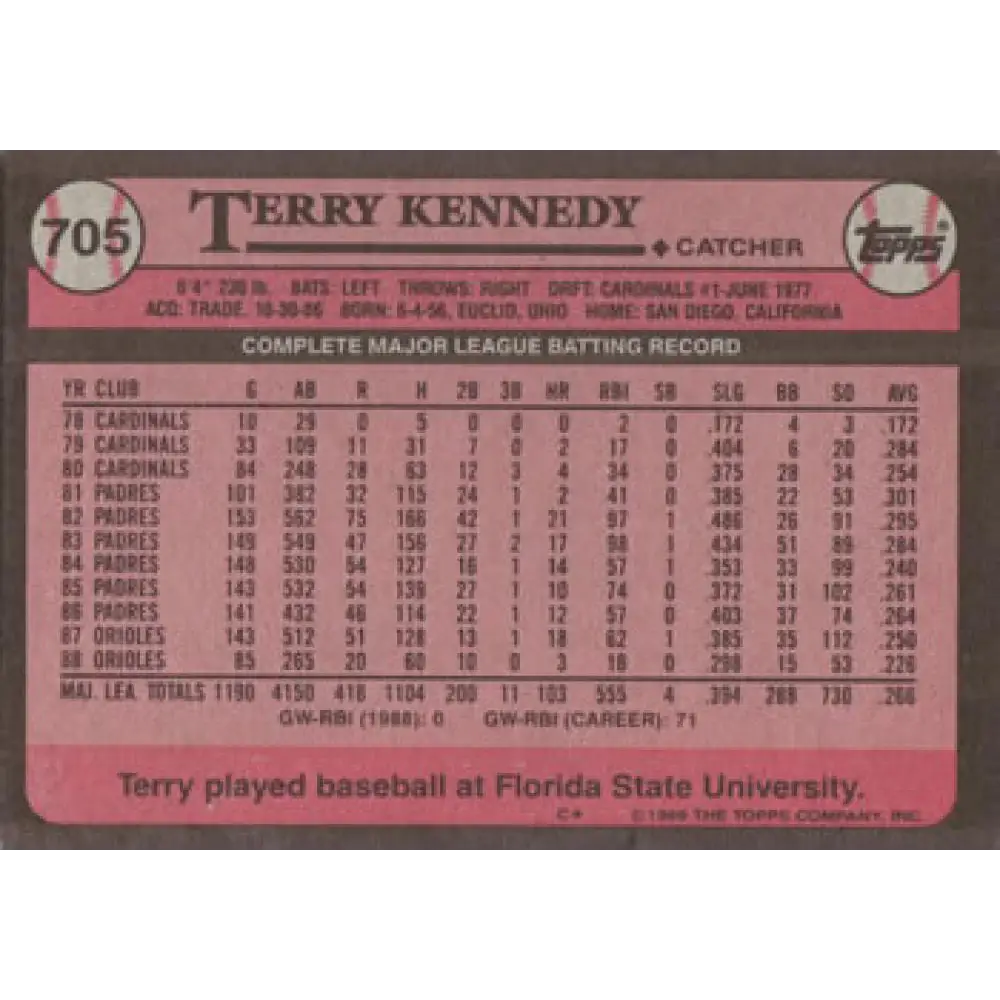 705
TERRY KENNEDY
◆ CATCHER
TOPPS®
6'4" 230 lb. BATS: LEFT THROWS: RIGHT DRFT: CARDINALS #1-JUNE 1977
ACQ: TRADE, 10-30-86 BORN: 6-4-56, EUCLID, OHIO HOME: SAN DIEGO, CALIFORNIA
COMPLETE MAJOR LEAGUE BATTING RECORD
YR CLUB G AB R H 2B 3B HR RBI SB SLG BB SO AVG
78 CARDINALS 10 29 0 5 0 0 0 2 0 .172 4 3 .172
79 CARDINALS 33 109 11 31 7 0 2 17 0 .404 6 20 .284
80 CARDINALS 84 248 28 63 12 3 4 34 0 .375 28 34 .254
81 PADRES 101 382 32 115 24 1 2 41 0 .385 22 53 .301
82 PADRES 153 562 75 166 42 1 21 97 1 .486 26 91 .295
83 PADRES 149 549 47 156 27 2 17 98 1 .434 51 89 .284
84 PADRES 148 530 54 127 16 1 14 57 1 .353 33 99 .240
85 PADRES 143 532 54 139 27 1 10 74 0 .372 31 102 .261
86 PADRES 141 432 46 114 22 1 12 57 0 .403 37 74 .264
87 ORIOLES 143 512 51 128 13 1 18 62 1 .385 35 112 .250
88 ORIOLES 85 265 20 60 10 0 3 16 0 .298 15 53 .226
MAJ. LEA. TOTALS 1190 4150 418 1104 200 11 103 555 4 .394 288 730 .266
GW-RBI (1988): 0 GW-RBI (CAREER): 71
Terry played baseball at Florida State University.
C* © 1989 THE TOPPS COMPANY, INC.